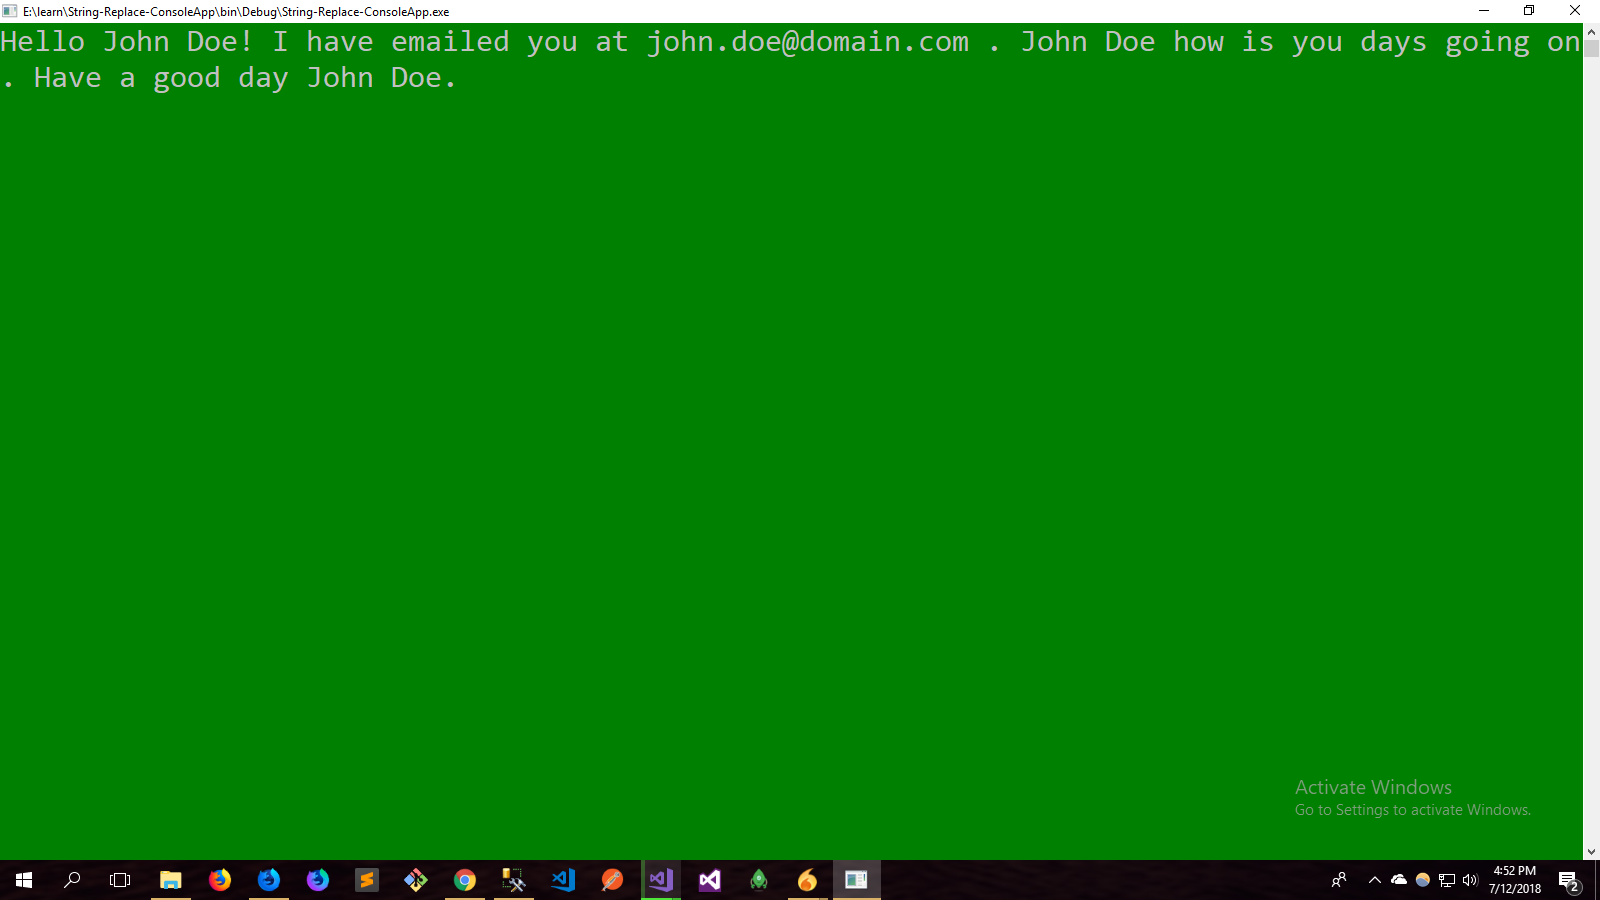 E:\learn\String-Replace-ConsoleApp\bin\Debug\String-Replace-ConsoleApp.exe
Hello John Doe! I have emailed you at john.doe@domain.com . John Doe how is you days going on
. Have a good day John Doe.
Activate Windows
Go to Settings to activate Windows.
4:52 PM
7/12/2018
2